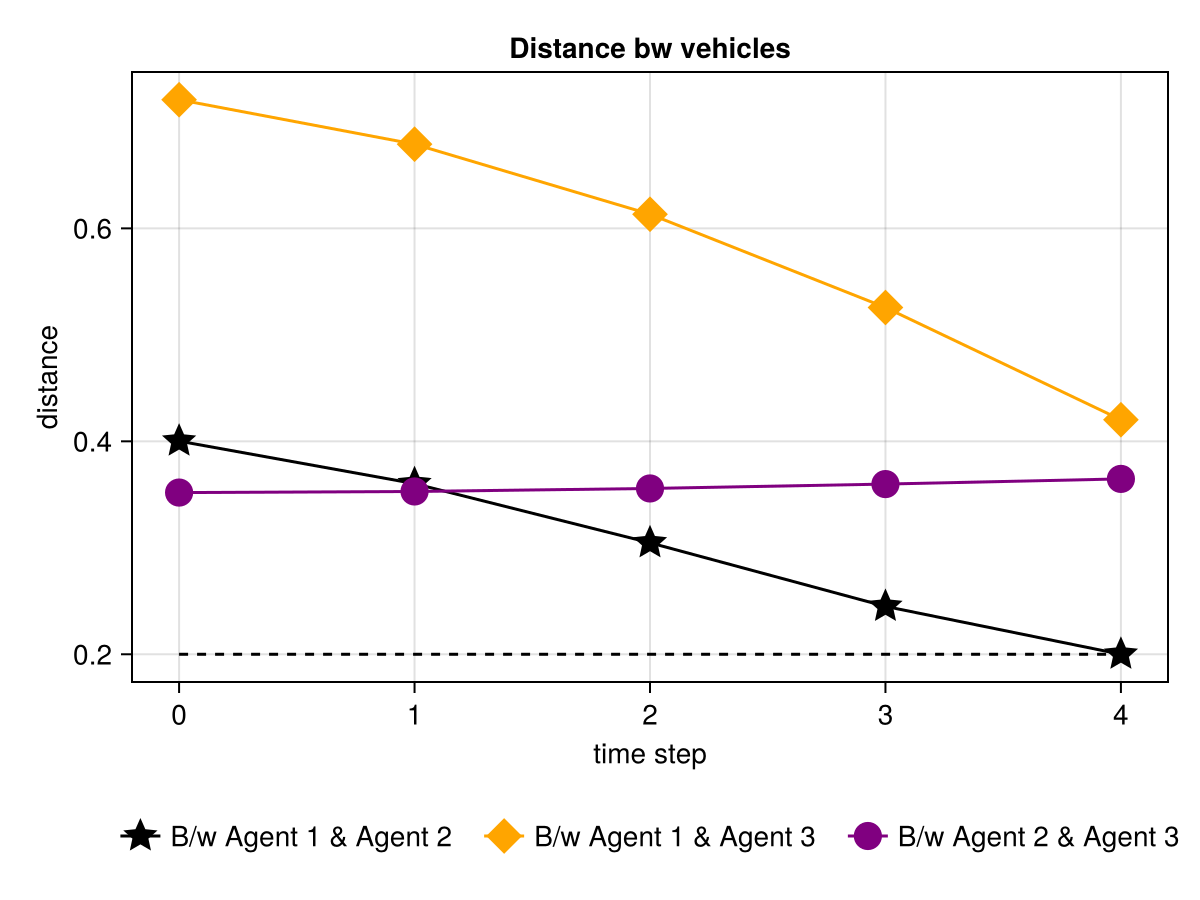 Distance bw vehicles
distance
0.6
0.4
0.2
0 1 2 3 4
time step
B/w Agent 1 & Agent 2 B/w Agent 1 & Agent 3 B/w Agent 2 & Agent 3